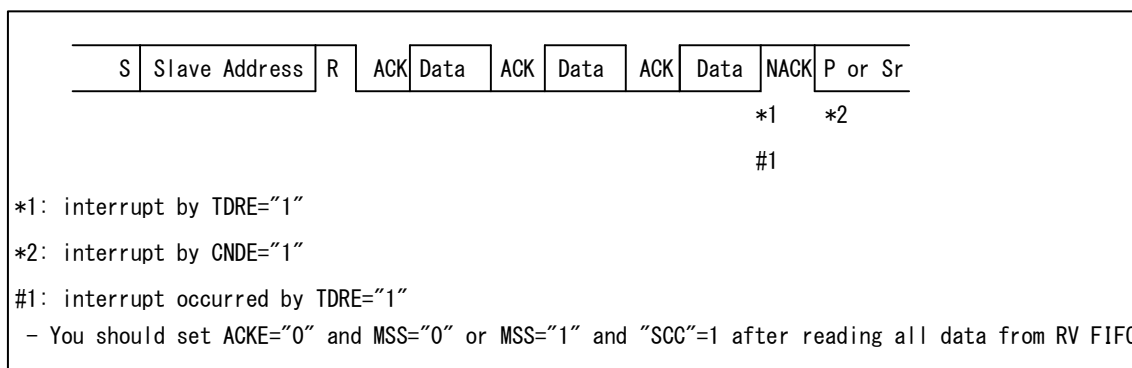 S Slave Address R ACK Data ACK Data ACK Data NACK P or Sr
*1 *2
#1
*1: interrupt by TDRE="1"
*2: interrupt by CNDE="1"
#1: interrupt occurred by TDRE="1"
- You should set ACKE="0" and MSS="0" or MSS="1" and "SCC"=1 after reading all data from RV FIFO